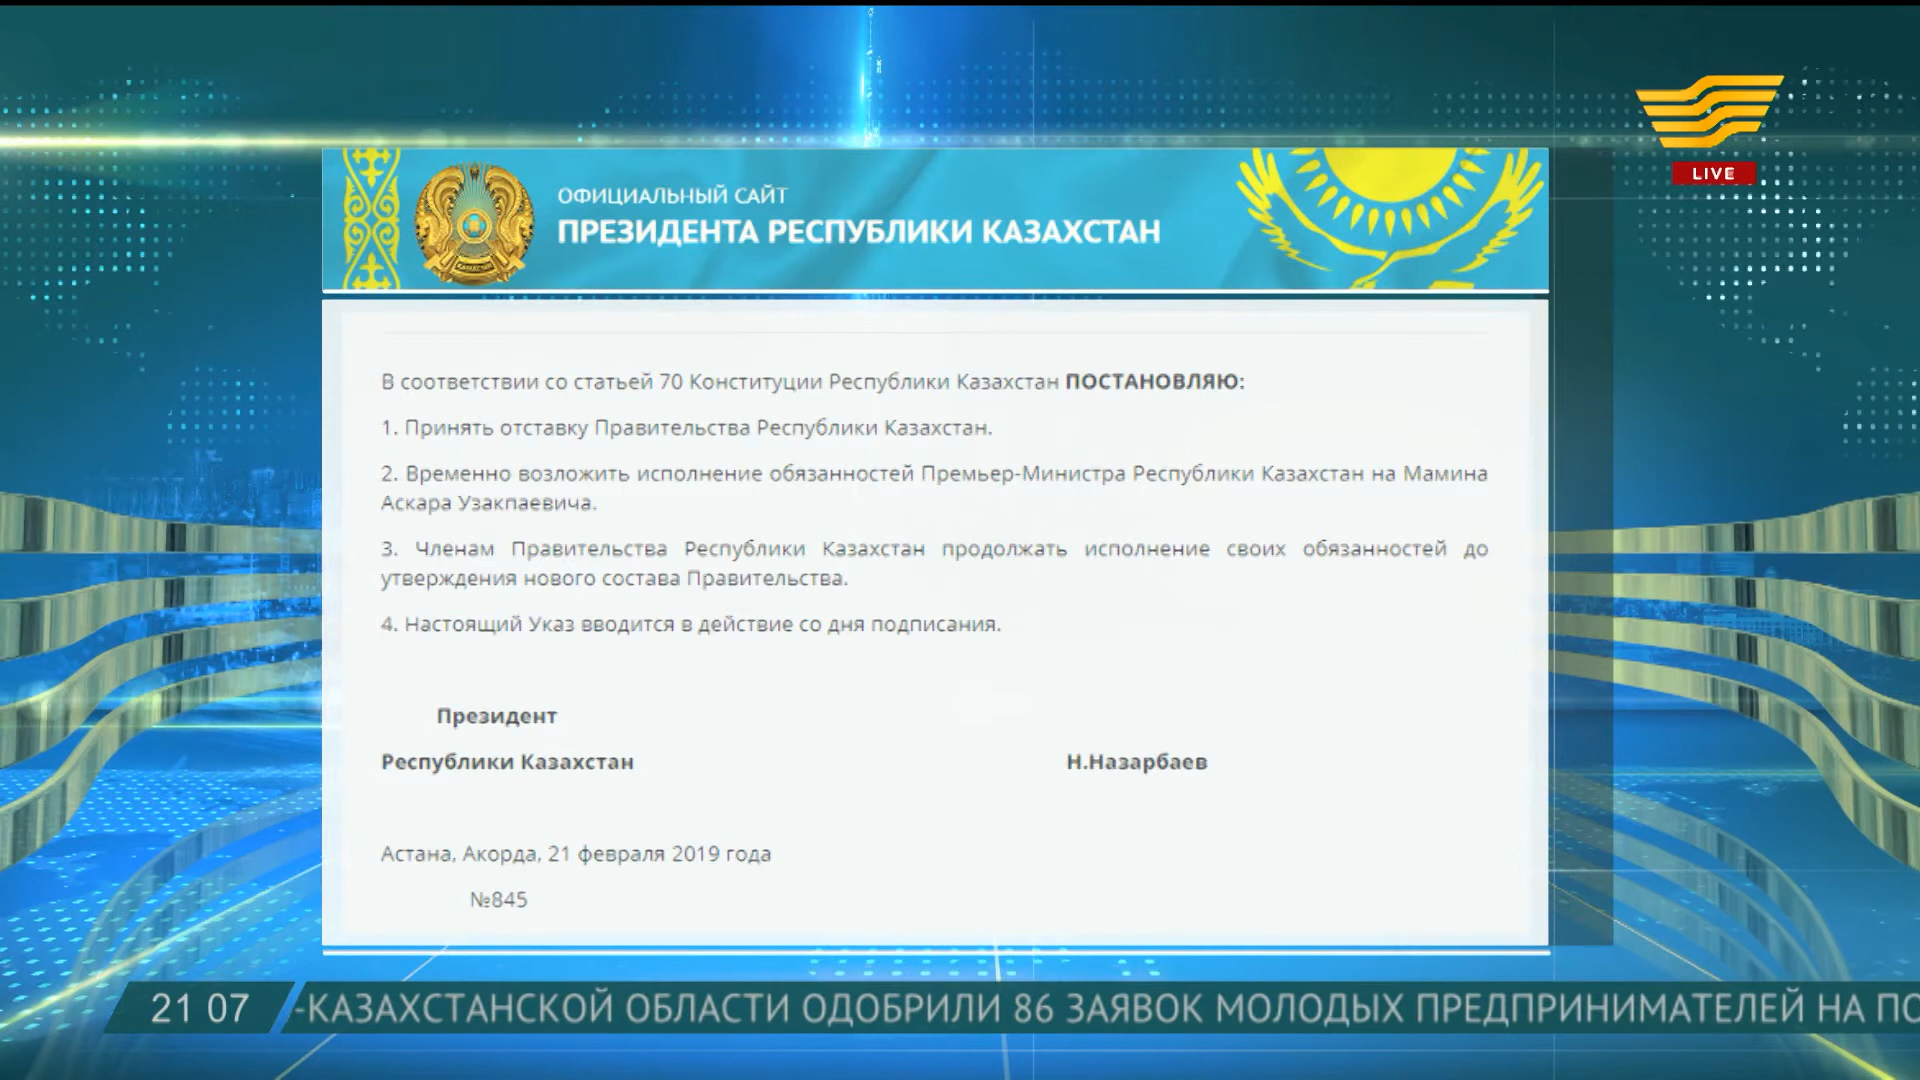 LIVE
ОФИЦИАЛЬНЫЙ САЙТ
ПРЕЗИДЕНТА РЕСПУБЛИКИ КАЗАХСТАН
В соответствии со статьей 70 Конституции Республики Казахстан ПОСТАНОВЛЯЮ:
1. Принять отставку Правительства Республики Казахстан.
2. Временно возложить исполнение обязанностей Премьер-Министра Республики Казахстан на Мамина
Аскара Узакпаевича.
3. Членам Правительства Республики Казахстан продолжать исполнение своих обязанностей до
утверждения нового состава Правительства.
4. Настоящий Указ вводится в действие со дня подписания.
Президент
Республики Казахстан Н.Назарбаев
Астана, Акорда, 21 февраля 2019 года
№845
21 07 -КАЗАХСТАНСКОЙ ОБЛАСТИ ОДОБРИЛИ 86 ЗАЯВОК МОЛОДЫХ ПРЕДПРИНИМАТЕЛЕЙ НА ПО